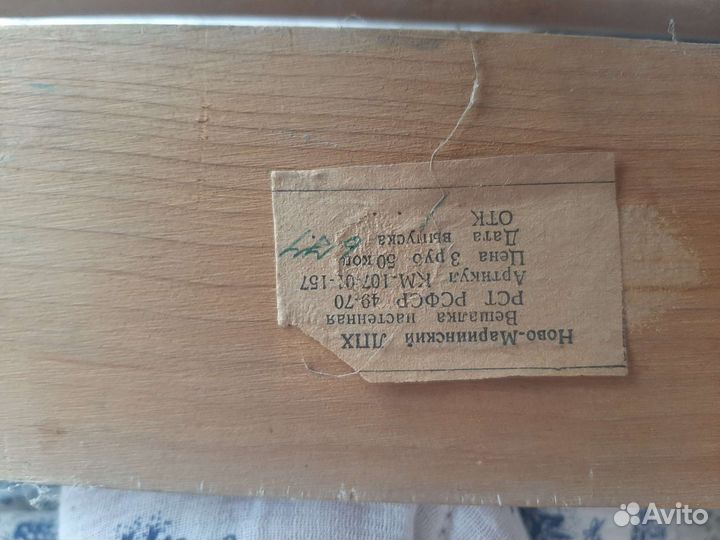 Ново-Мариинский ЛПХ
Вешалка настенная
РСТ РСФСР 49-70
Артикул КМ-107-01-157
Цена 3 руб 50 коп
Дата выпуска
ОТК
Avito